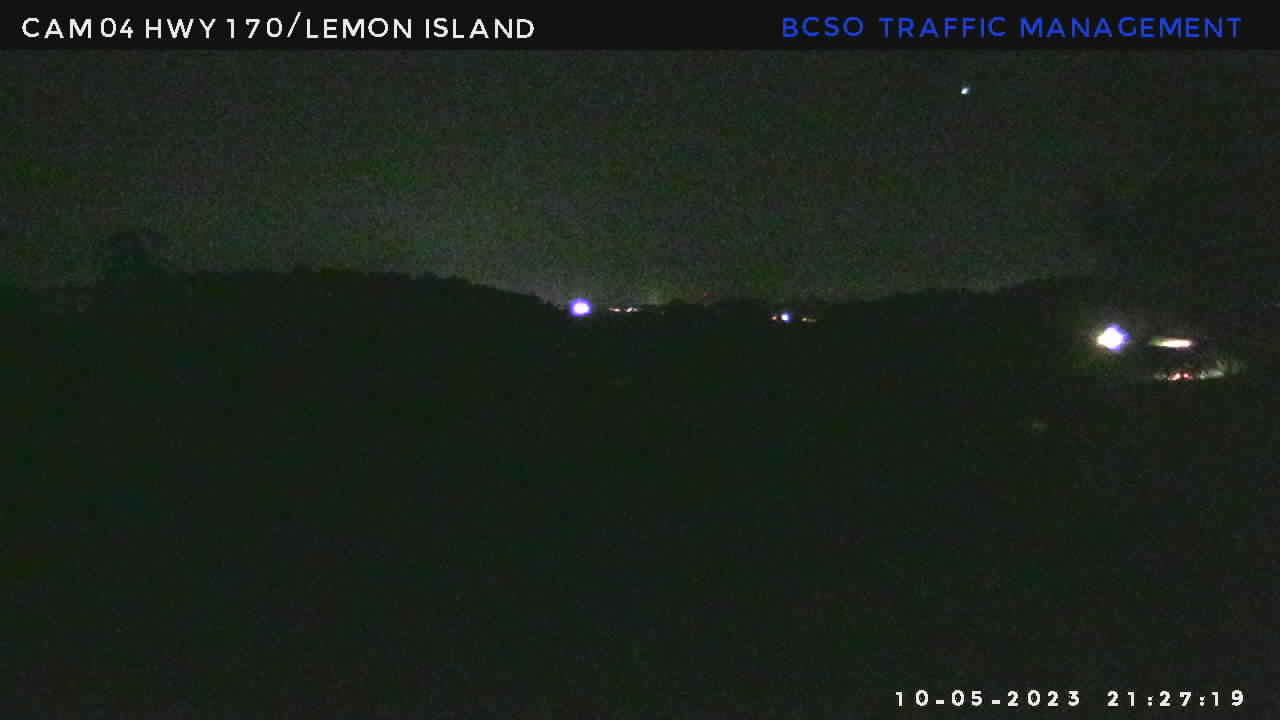 CAM04 HWY 170/LEMON ISLAND
BCSO TRAFFIC MANAGEMENT
10-05-2023 21:27:19